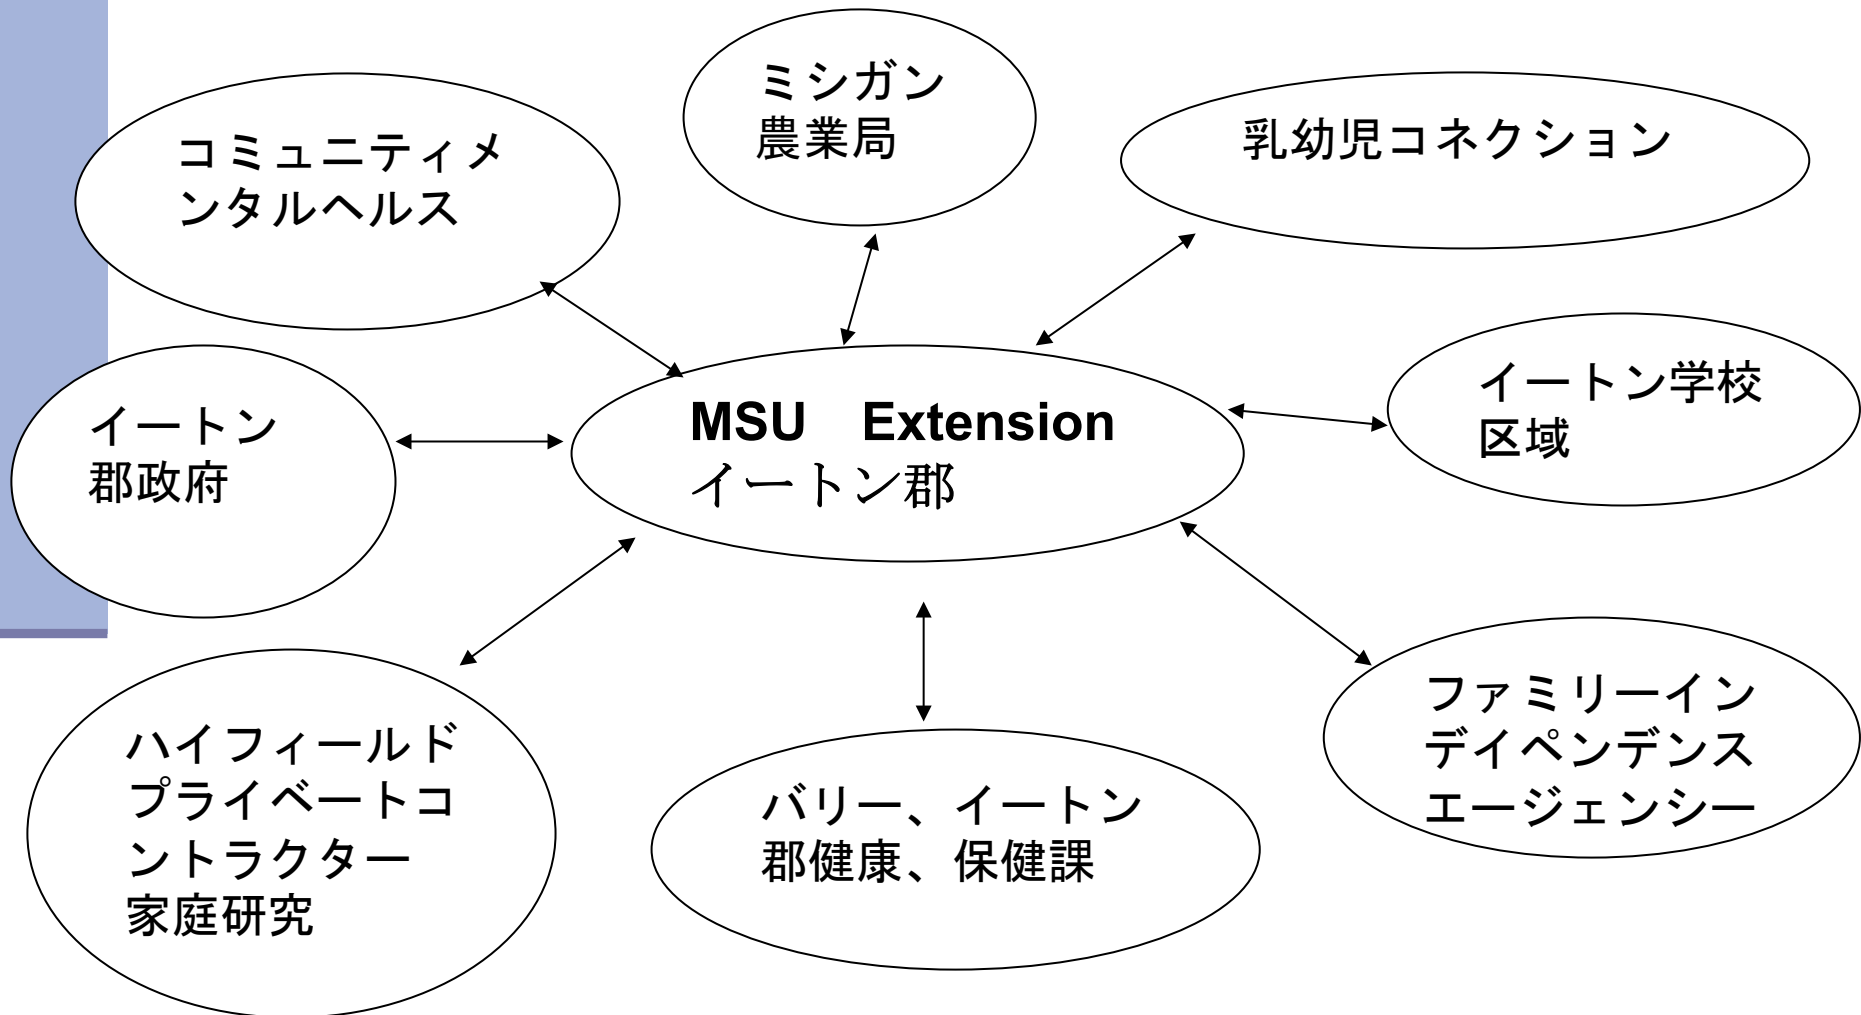 ミシガン
農業局
コミュニティメ
ンタルヘルス
乳幼児コネクション
イートン学校
区域
イートン
郡政府
MSU　Extension
イートン郡
ファミリーイン
デイペンデンス
エージェンシー
ハイフィールド
プライベートコ
ントラクター
家庭研究
バリー、イートン
郡健康、保健課